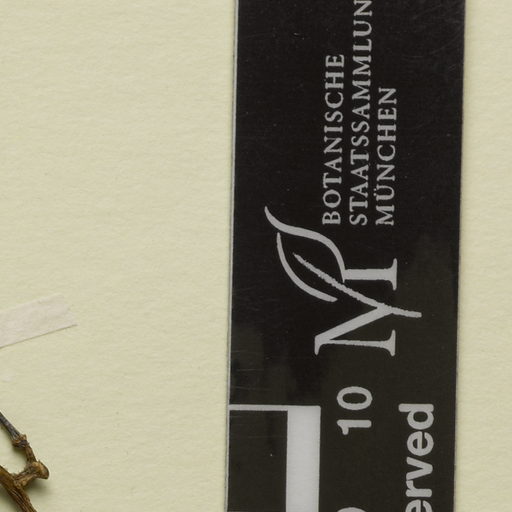 BOTANISCHE
STAATSSAMMLUN
MÜNCHEN
M
10
erved